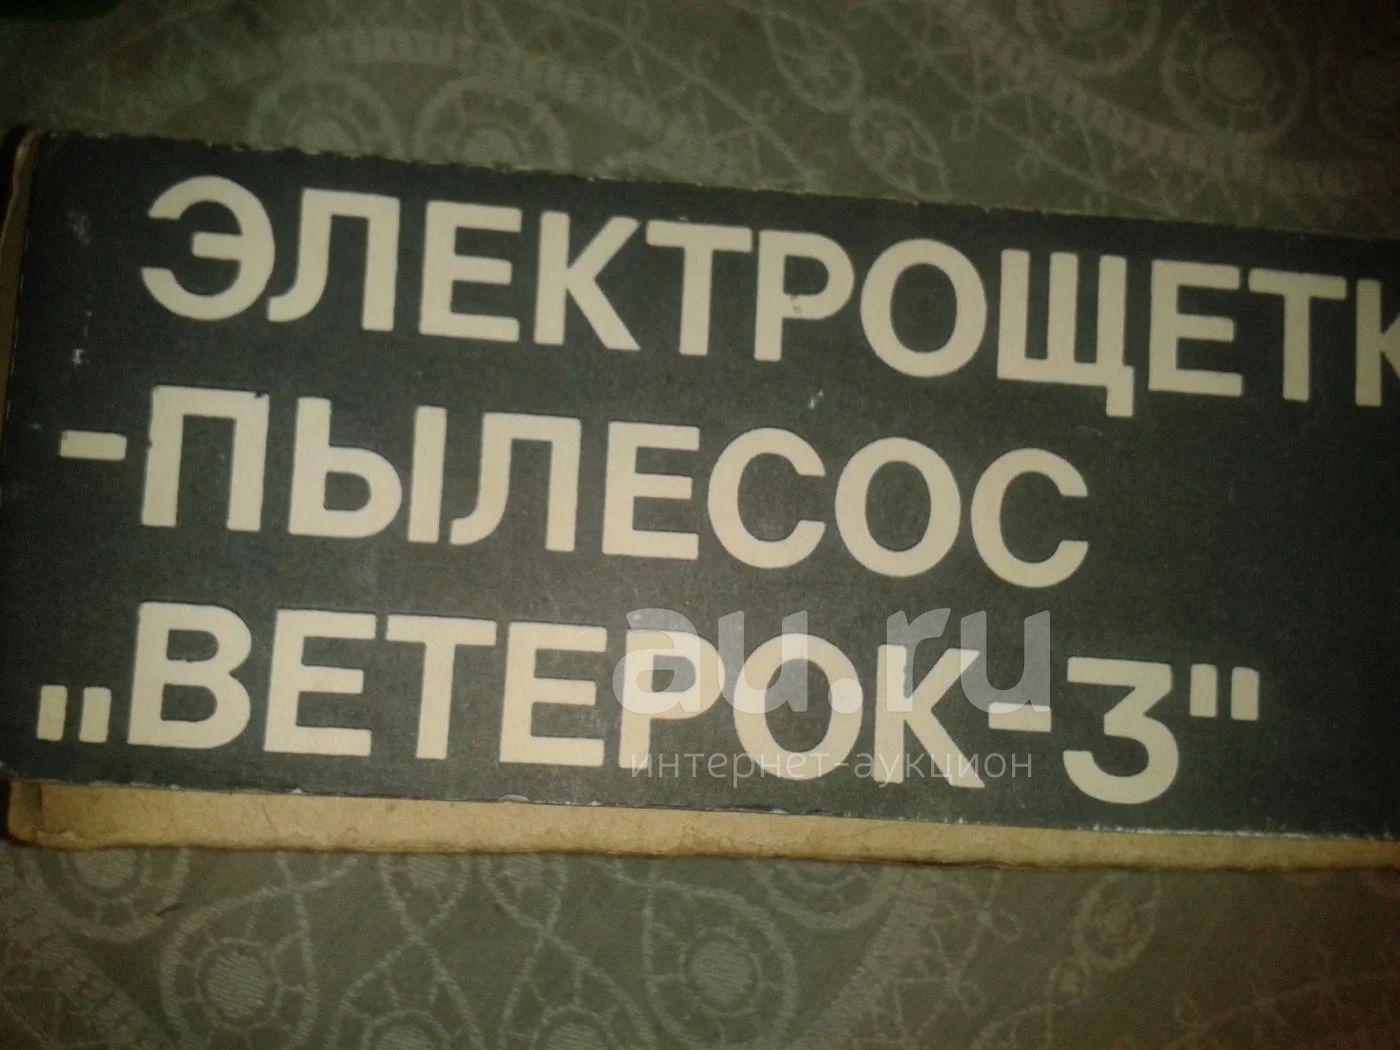 ЭЛЕКТРОЩЕТК
-ПЫЛЕСОС
„ВЕТЕРОК-3"
au.ru
интернет-аукцион